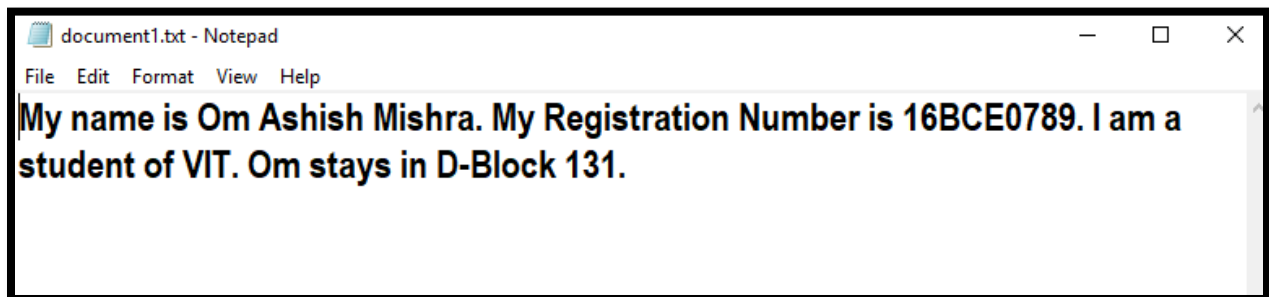 document1.txt - Notepad
File Edit Format View Help
My name is Om Ashish Mishra. My Registration Number is 16BCE0789. I am a
student of VIT. Om stays in D-Block 131.